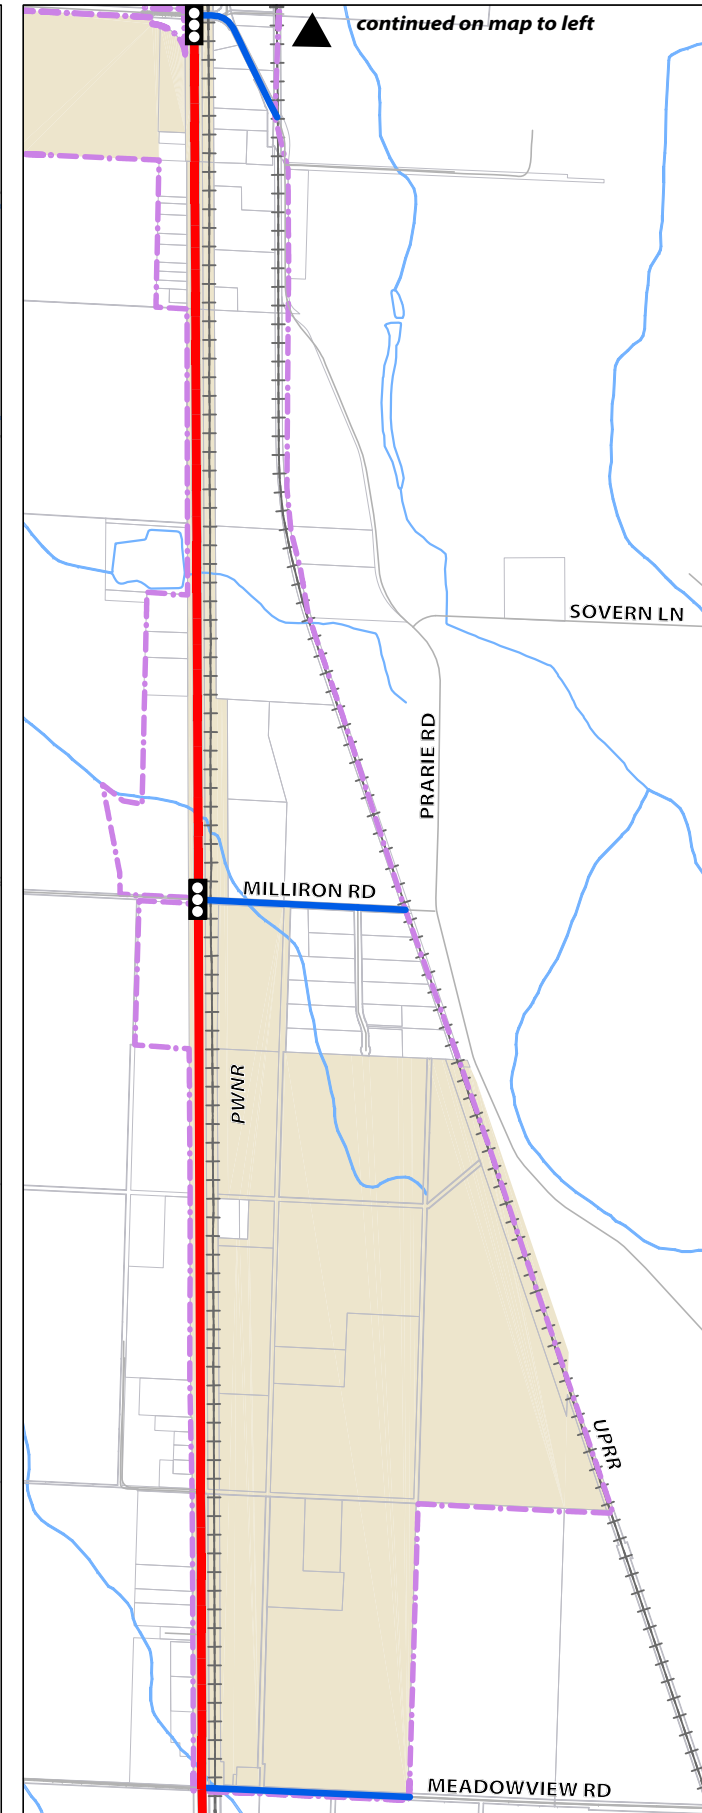 continued on map to left
SOVERN LN
PRARIE RD
MILLIRON RD
PWNR
UPRR
MEADOWVIEW RD